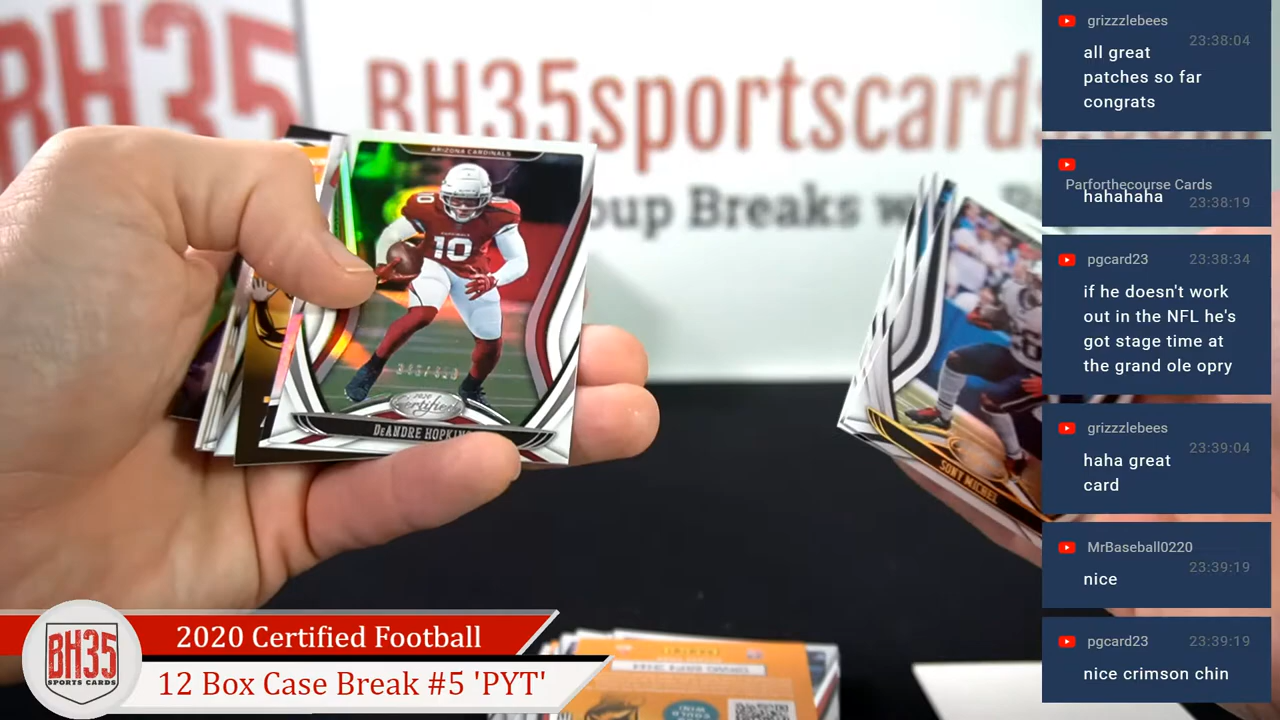 BH35
BH35sportscards
oup Breaks w
ARIZONA CARDINALS
10
10
2020
Certified
DeANDRE HOPKINS
SONY MICHEL
BH35
SPORTS CARDS
2020 Certified Football
12 Box Case Break #5 'PYT'
grizzzlebees
23:38:04
all great
patches so far
congrats
Parforthecourse Cards
hahahaha
23:38:19
pgcard23
23:38:34
if he doesn't work
out in the NFL he's
got stage time at
the grand ole opry
grizzzlebees
23:39:04
haha great
card
MrBaseball0220
23:39:19
nice
pgcard23
23:39:19
nice crimson chin